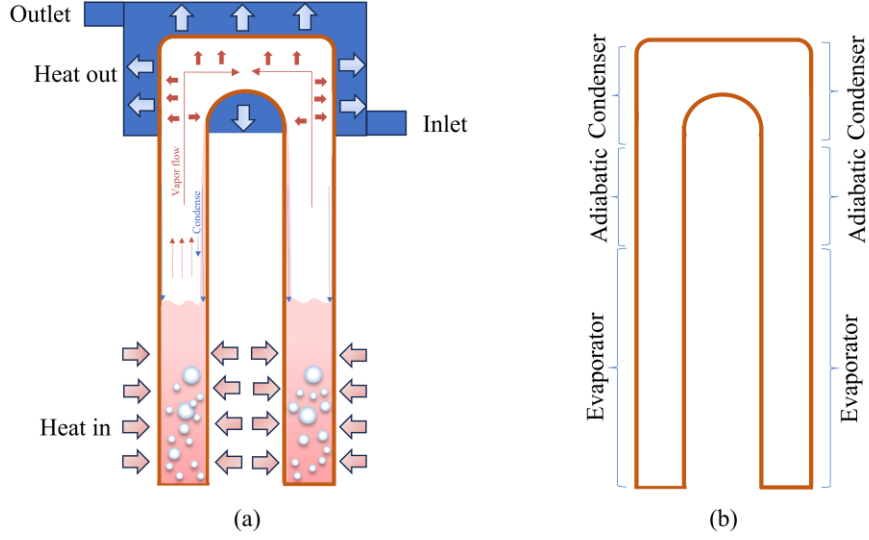 Outlet
Heat out
Inlet
Vapor flow
Condense
Heat in
(a)
Condenser
Adiabatic
Evaporator
Condenser
Adiabatic
Evaporator
(b)